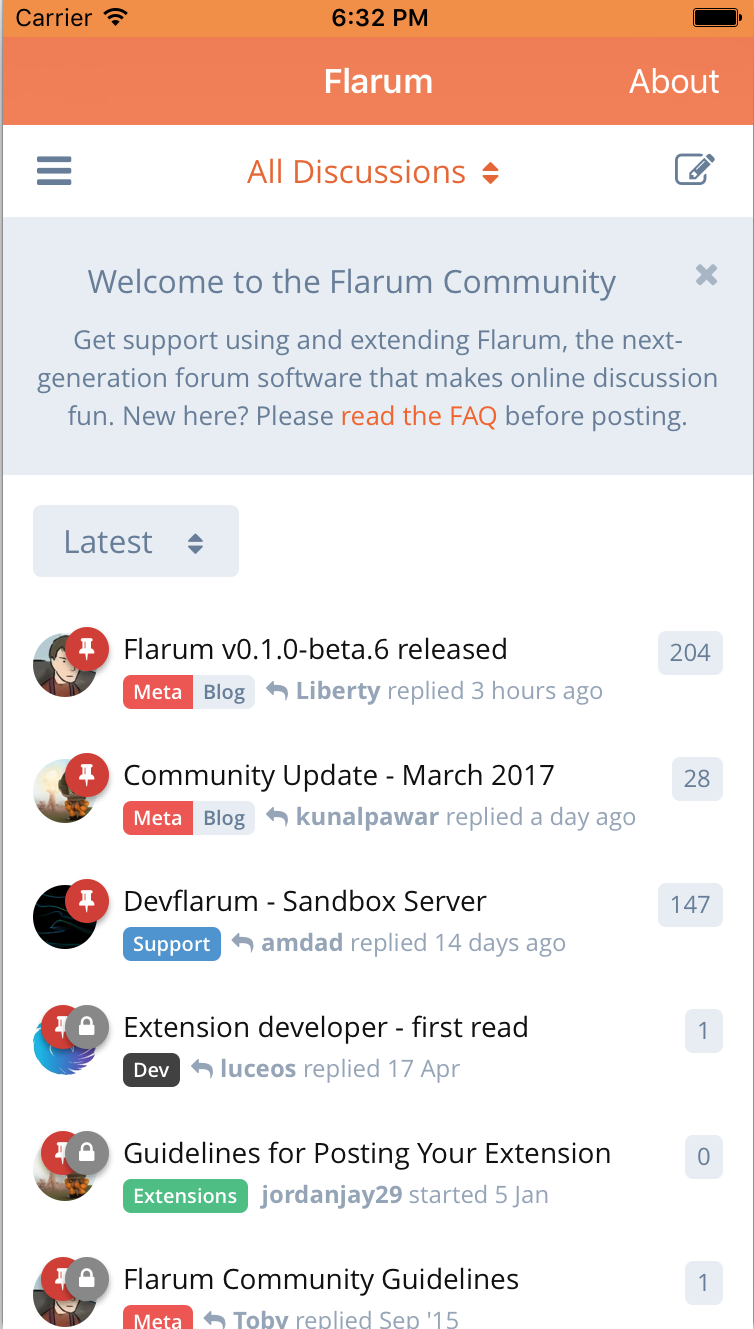 Carrier 6:32 PM
Flarum About
All Discussions
Welcome to the Flarum Community
Get support using and extending Flarum, the next-
generation forum software that makes online discussion
fun. New here? Please read the FAQ before posting.
Latest
Flarum v0.1.0-beta.6 released 204
Meta Blog Liberty replied 3 hours ago
Community Update - March 2017 28
Meta Blog kunalpawar replied a day ago
Devflarum - Sandbox Server 147
Support amdad replied 14 days ago
Extension developer - first read 1
Dev luceos replied 17 Apr
Guidelines for Posting Your Extension 0
Extensions jordanjay29 started 5 Jan
Flarum Community Guidelines 1
Meta Toby replied Sep '15